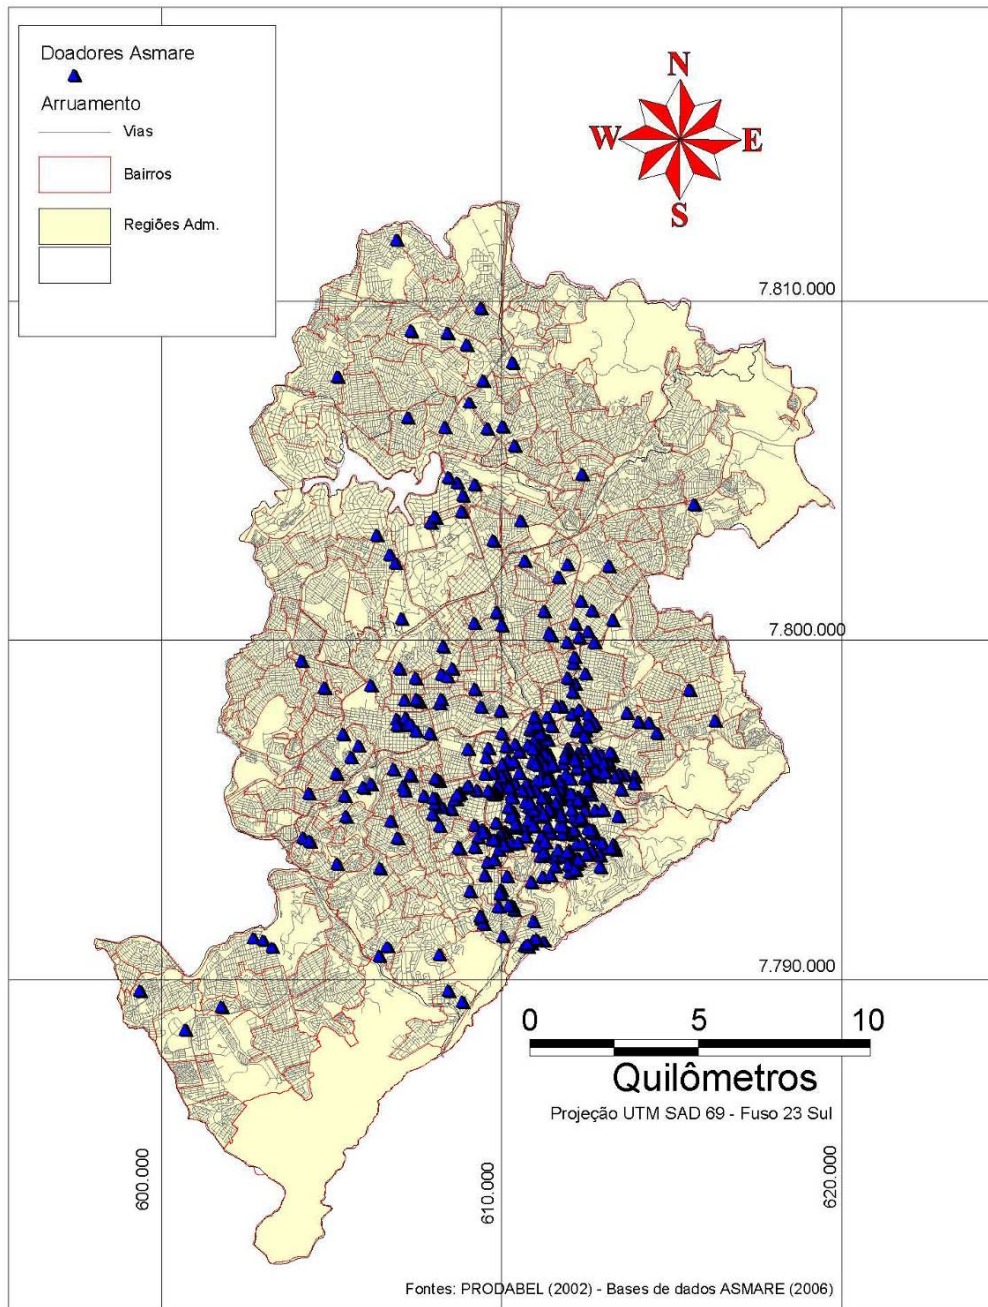 Doadores Asmare
Arruamento
Vias
Bairros
Regiões Adm.
N
W E
S
7.810.000
7.800.000
7.790.000
0 5 10
Quilômetros
Projeção UTM SAD 69 - Fuso 23 Sul
600.000
610.000
620.000
Fontes: PRODABEL (2002) - Bases de dados ASMARE (2006)